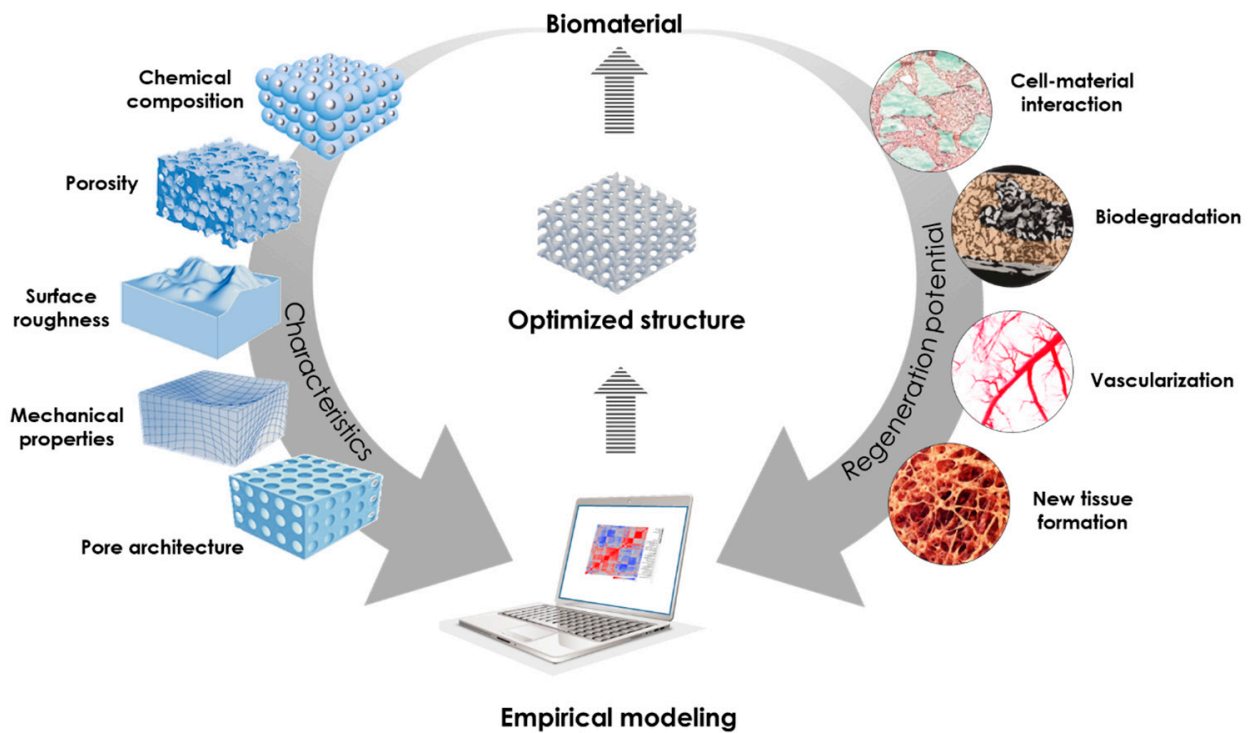 Biomaterial
Chemical
composition
Porosity
Surface
roughness
Mechanical
properties
Pore architecture
Characteristics
Optimized structure
Cell-material
interaction
Biodegradation
Vascularization
New tissue
formation
Regeneration potential
Empirical modeling